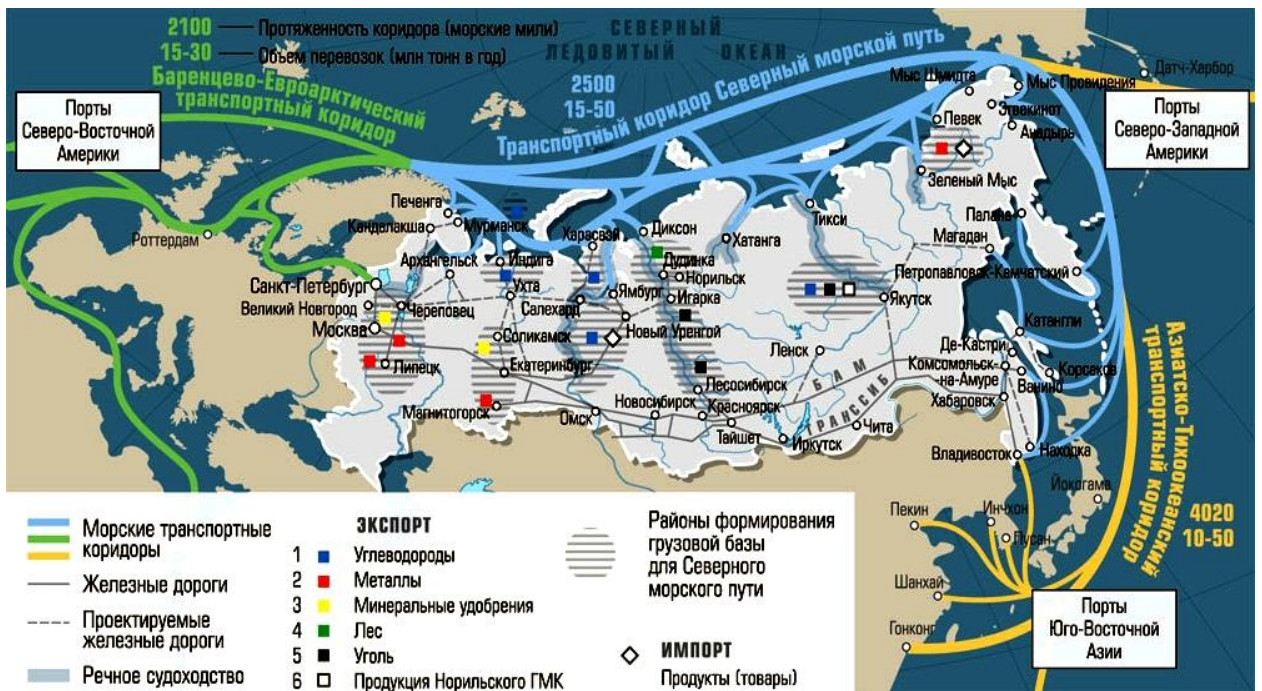 2100 — Протяженность коридора (морские мили)
15-30 — Объем перевозок (млн тонн в год)
СЕВЕРНЫЙ
ЛЕДОВИТЫЙ ОКЕАН
Баренцево-Евроарктический
транспортный коридор
2500
15-50
Транспортный коридор Северный морской путь
Порты
Северо-Восточной
Америки
Мыс Шмидта
Мыс Провидения
Датч-Харбор
Порты
Северо-Западной
Америки
Эгвекинот
Певек
Анадырь
Зеленый Мыс
Печенга
Кандалакша
Мурманск
Роттердам
Харасвэй
Диксон
Хатанга
Тикси
Палана
Магадан
Архангельск
Индига
Дудинка
Норильск
Петропавловск-Камчатский
Санкт-Петербург
Ухта
Ямбург
Игарка
Якутск
Великий Новгород
Череповец
Салехард
Москва
Соликамск
Новый Уренгой
Катангли
Ленск
Де-Кастри
Липецк
Екатеринбург
Лесосибирск
БАМ
Комсомольск-
на-Амуре
Ванино
Корсаков
Магнитогорск
Омск
Новосибирск
Красноярск
ТРАНССИБ
Хабаровск
Тайшет
Иркутск
Чита
Владивосток
Находка
Азиатско-Тихоокеанский
транспортный коридор
4020
10-50
Йокогама
Пекин
Инчхон
Пусан
Шанхай
Гонконг
Порты
Юго-Восточной
Азии
Морские транспортные
коридоры
Железные дороги
Проектируемые
железные дороги
Речное судоходство
ЭКСПОРТ
1 Углеводороды
2 Металлы
3 Минеральные удобрения
4 Лес
5 Уголь
6 Продукция Норильского ГМК
Районы формирования
грузовой базы
для Северного
морского пути
ИМПОРТ
Продукты (товары)